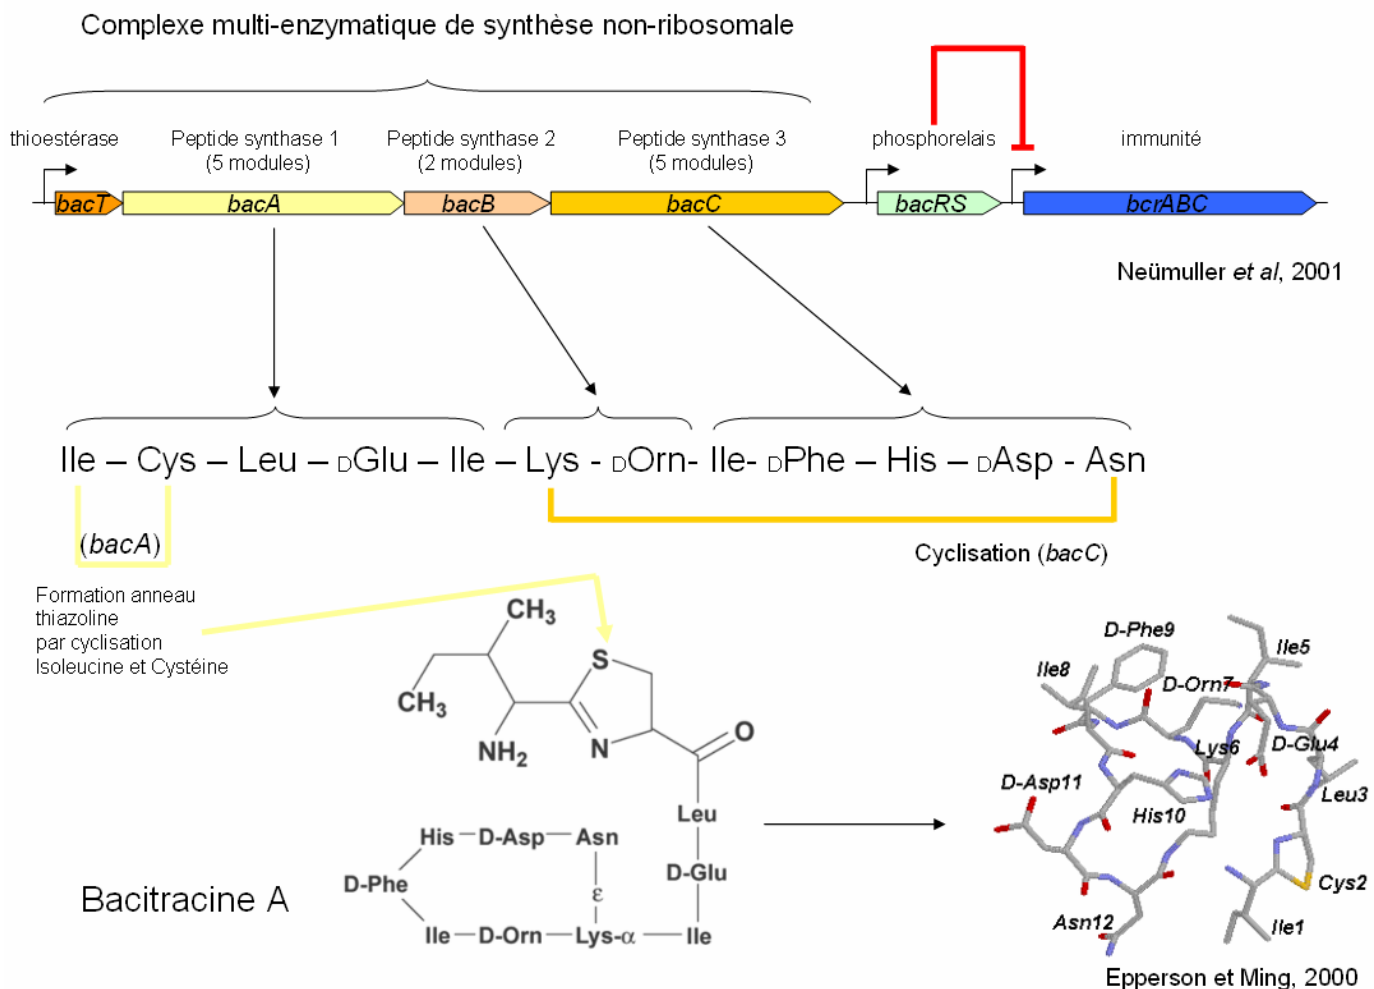 Complexe multi-enzymatique de synthèse non-ribosomale
thioestérase
Peptide synthase 1
(5 modules)
Peptide synthase 2
(2 modules)
Peptide synthase 3
(5 modules)
phosphorelais
immunité
bacT
bacA
bacB
bacC
bacRS
bcrABC
Neümuller et al, 2001
Ile – Cys – Leu – DGlu – Ile – Lys - DOrn- Ile- DPhe – His – DAsp - Asn
(bacA)
Cyclisation (bacC)
Formation anneau
thiazoline
par cyclisation
Isoleucine et Cystéine
CH3
CH3
NH2
S
N
O
Leu
His
D-Asp
Asn
D-Phe
ε
D-Glu
Ile
D-Orn
Lys-α
Ile
Bacitracine A
D-Phe9
Ile5
Ile8
D-Orn7
Lys6
D-Glu4
D-Asp11
His10
Leu3
Cys2
Asn12
Ile1
Epperson et Ming, 2000